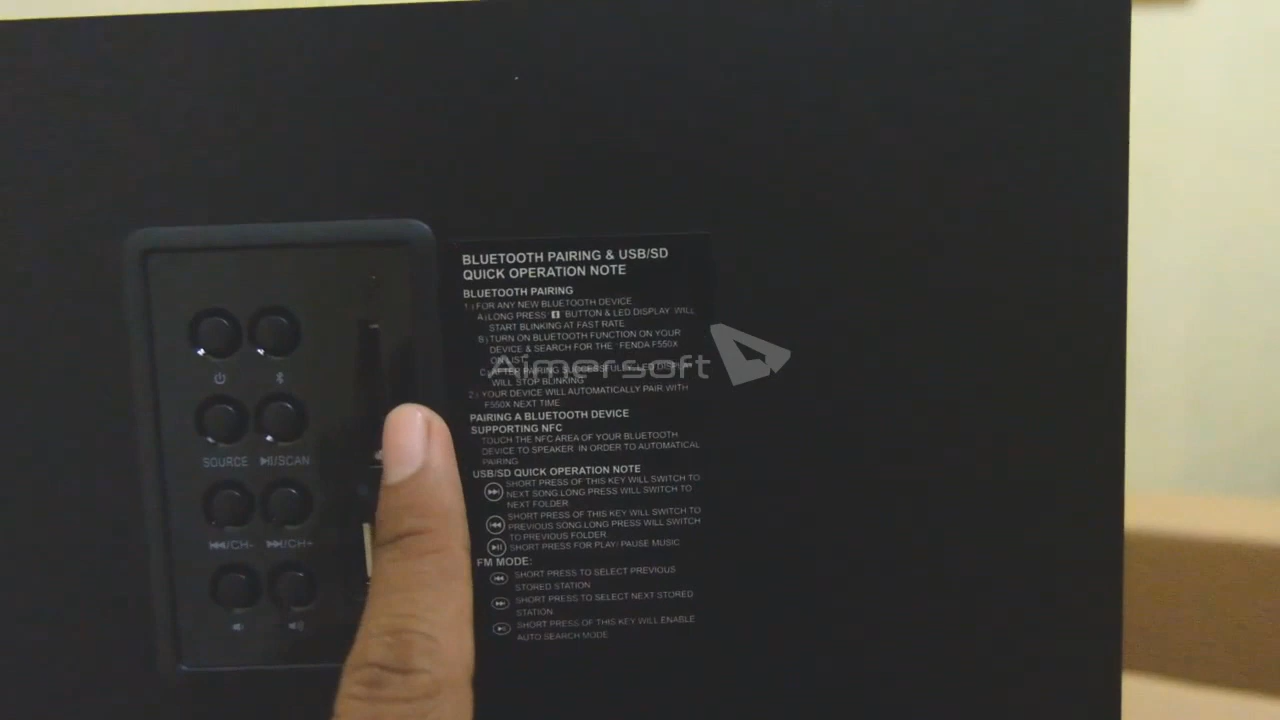 BLUETOOTH PAIRING & USB/SD
QUICK OPERATION NOTE
BLUETOOTH PAIRING
1) FOR ANY NEW BLUETOOTH DEVICE
A) LONG PRESS " " BUTTON & LED DISPLAY WILL
START BLINKING AT FAST RATE
B) TURN ON BLUETOOTH FUNCTION ON YOUR
DEVICE & SEARCH FOR THE "FENDA F550X
ON LIST
C) AFTER PAIRING SUCCESSFULLY, LED DISPLAY
WILL STOP BLINKING
Aimersoft
2) YOUR DEVICE WILL AUTOMATICALLY PAIR WITH
F550X NEXT TIME
PAIRING A BLUETOOTH DEVICE
SUPPORTING NFC
TOUCH THE NFC AREA OF YOUR BLUETOOTH
DEVICE TO SPEAKER IN ORDER TO AUTOMATICAL
PAIRING
USB/SD QUICK OPERATION NOTE
SHORT PRESS OF THIS KEY WILL SWITCH TO
NEXT SONG.LONG PRESS WILL SWITCH TO
NEXT FOLDER.
SHORT PRESS OF THIS KEY WILL SWITCH TO
PREVIOUS SONG.LONG PRESS WILL SWITCH
TO PREVIOUS FOLDER.
SHORT PRESS FOR PLAY/ PAUSE MUSIC
FM MODE:
SHORT PRESS TO SELECT PREVIOUS
STORED STATION
SHORT PRESS TO SELECT NEXT STORED
STATION
SHORT PRESS OF THIS KEY WILL ENABLE
AUTO SEARCH MODE
SOURCE
/SCAN
/CH-
/CH+